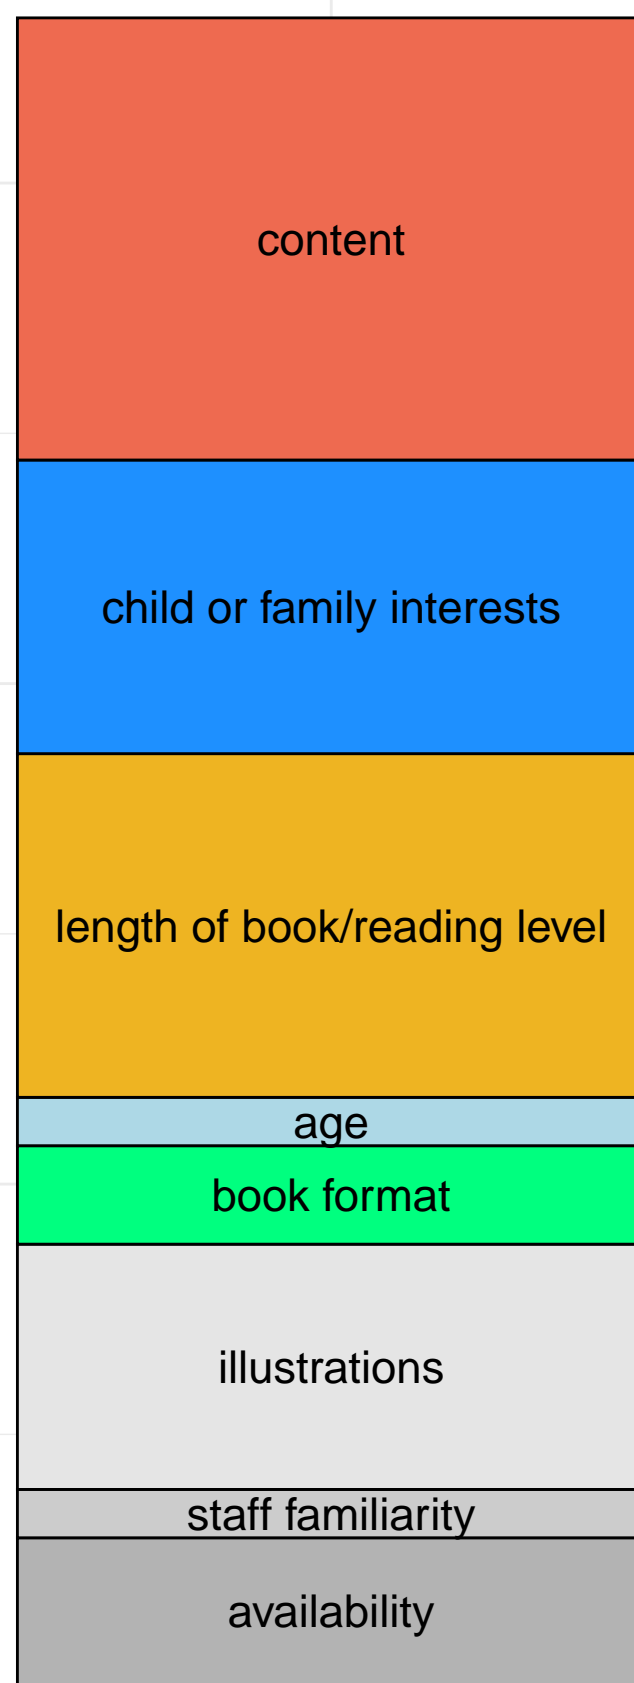 content
child or family interests
length of book/reading level
age
book format
illustrations
staff familiarity
availability